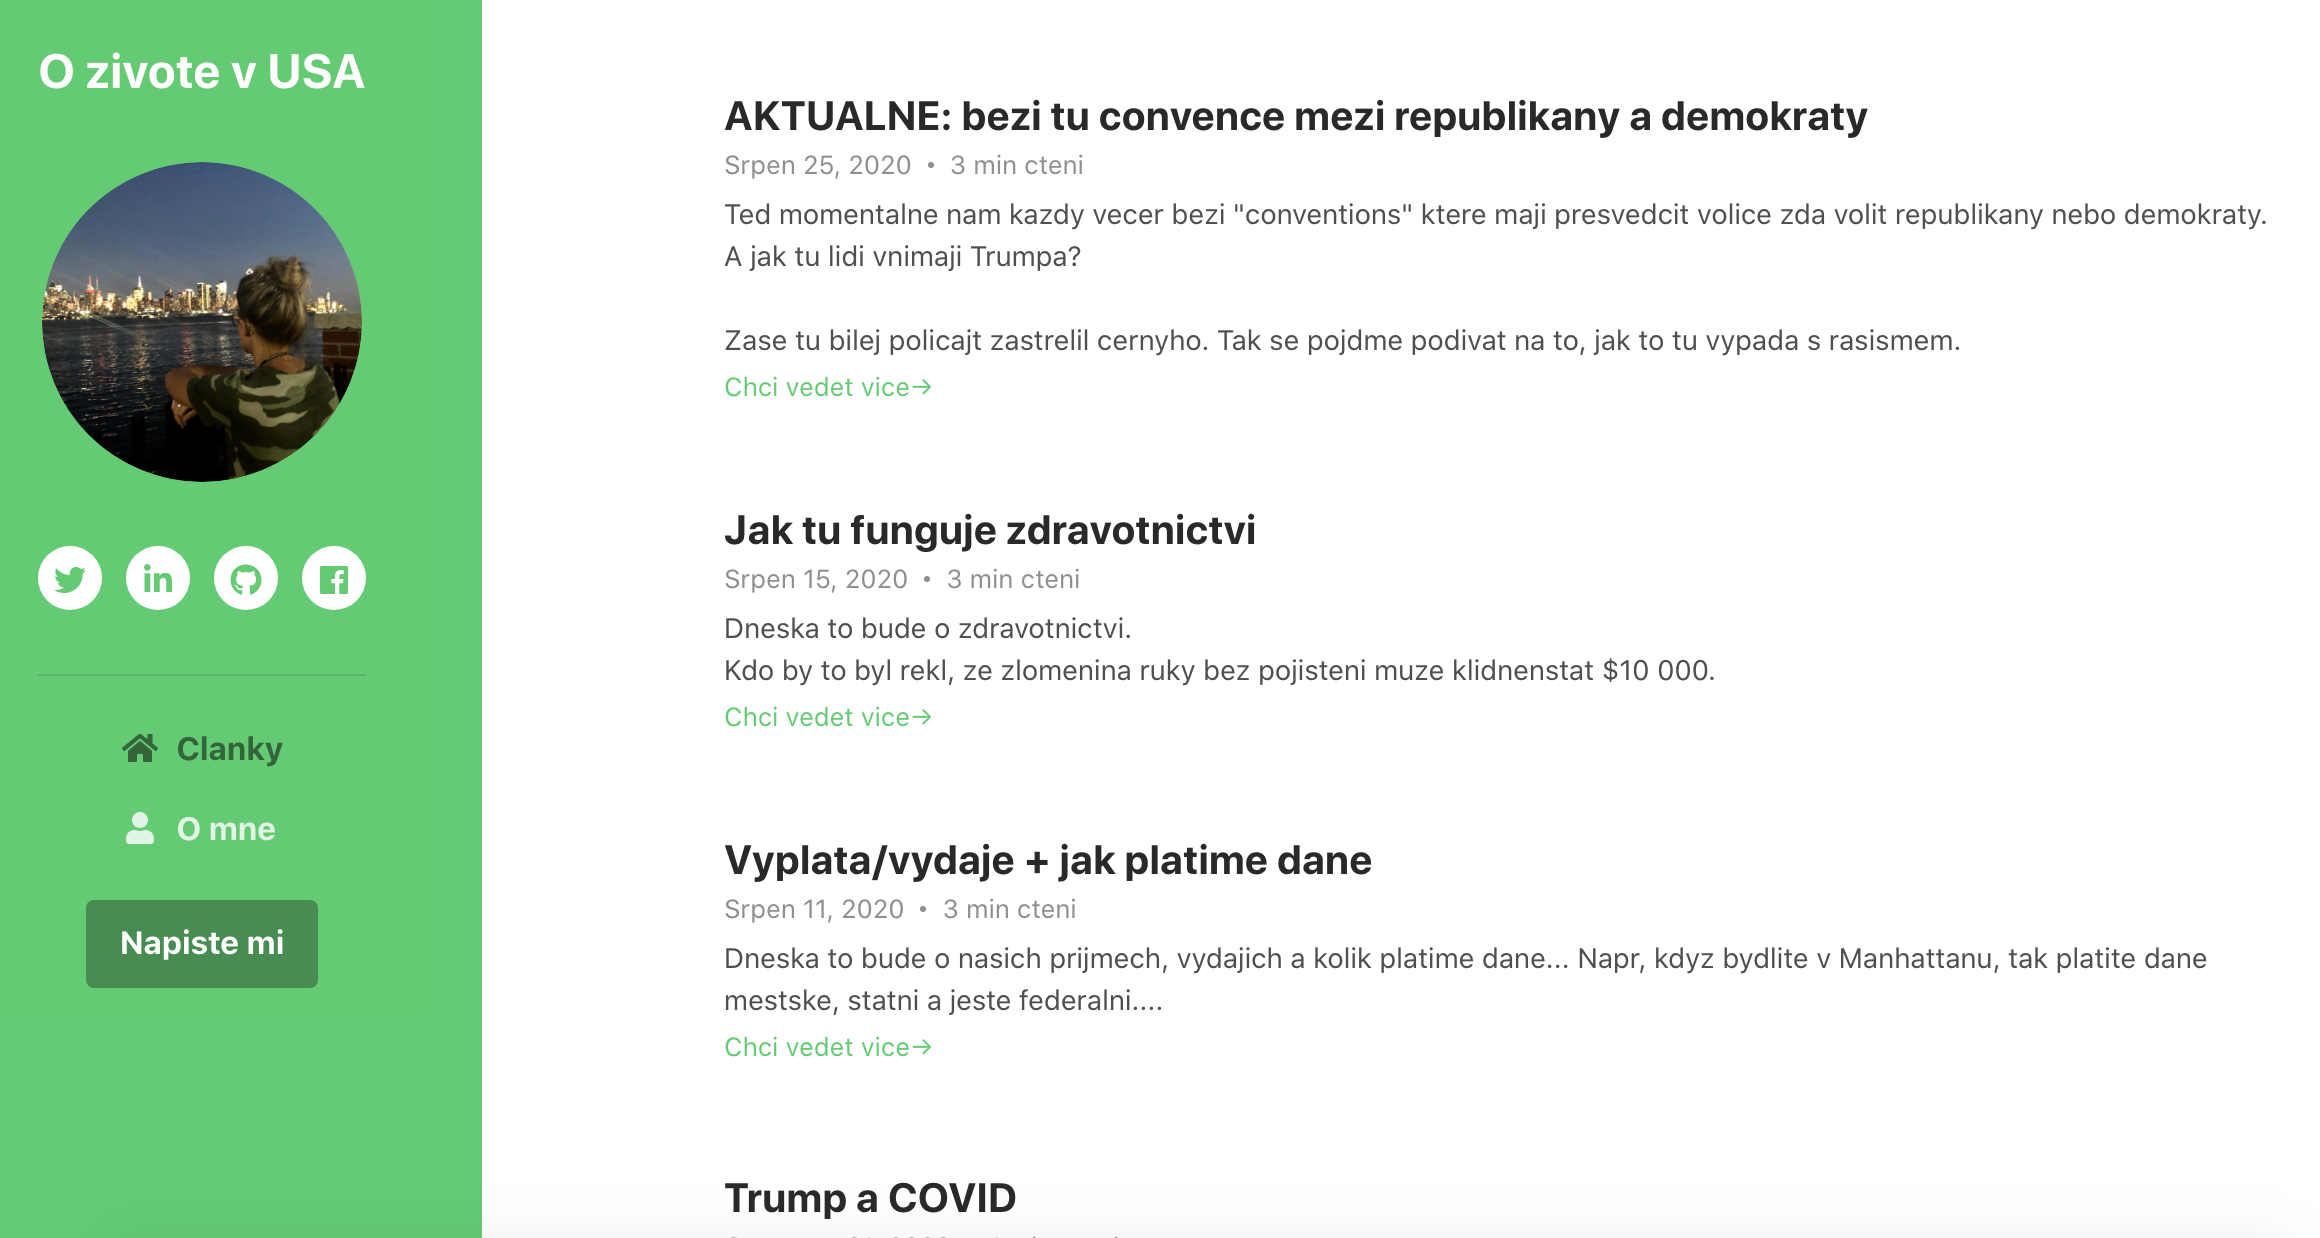 O zivote v USA
Clanky
O mne
Napiste mi
AKTUALNE: bezi tu convence mezi republikany a demokraty
Srpen 25, 2020 • 3 min cteni
Ted momentalne nam kazdy vecer bezi "conventions" ktere maji presvedcit volice zda volit republikany nebo demokraty.
A jak tu lidi vnimaji Trumpa?
Zase tu bilej policajt zastrelil cernyho. Tak se pojdme podivat na to, jak to tu vypada s rasismem.
Chci vedet vice→
Jak tu funguje zdravotnictvi
Srpen 15, 2020 • 3 min cteni
Dneska to bude o zdravotnictvi.
Kdo by to byl rekl, ze zlomenina ruky bez pojisteni muze klidnenstat $10 000.
Chci vedet vice→
Vyplata/vydaje + jak platime dane
Srpen 11, 2020 • 3 min cteni
Dneska to bude o nasich prijmech, vydajich a kolik platime dane... Napr, kdyz bydlite v Manhattanu, tak platite dane
mestske, statni a jeste federalni....
Chci vedet vice→
Trump a COVID